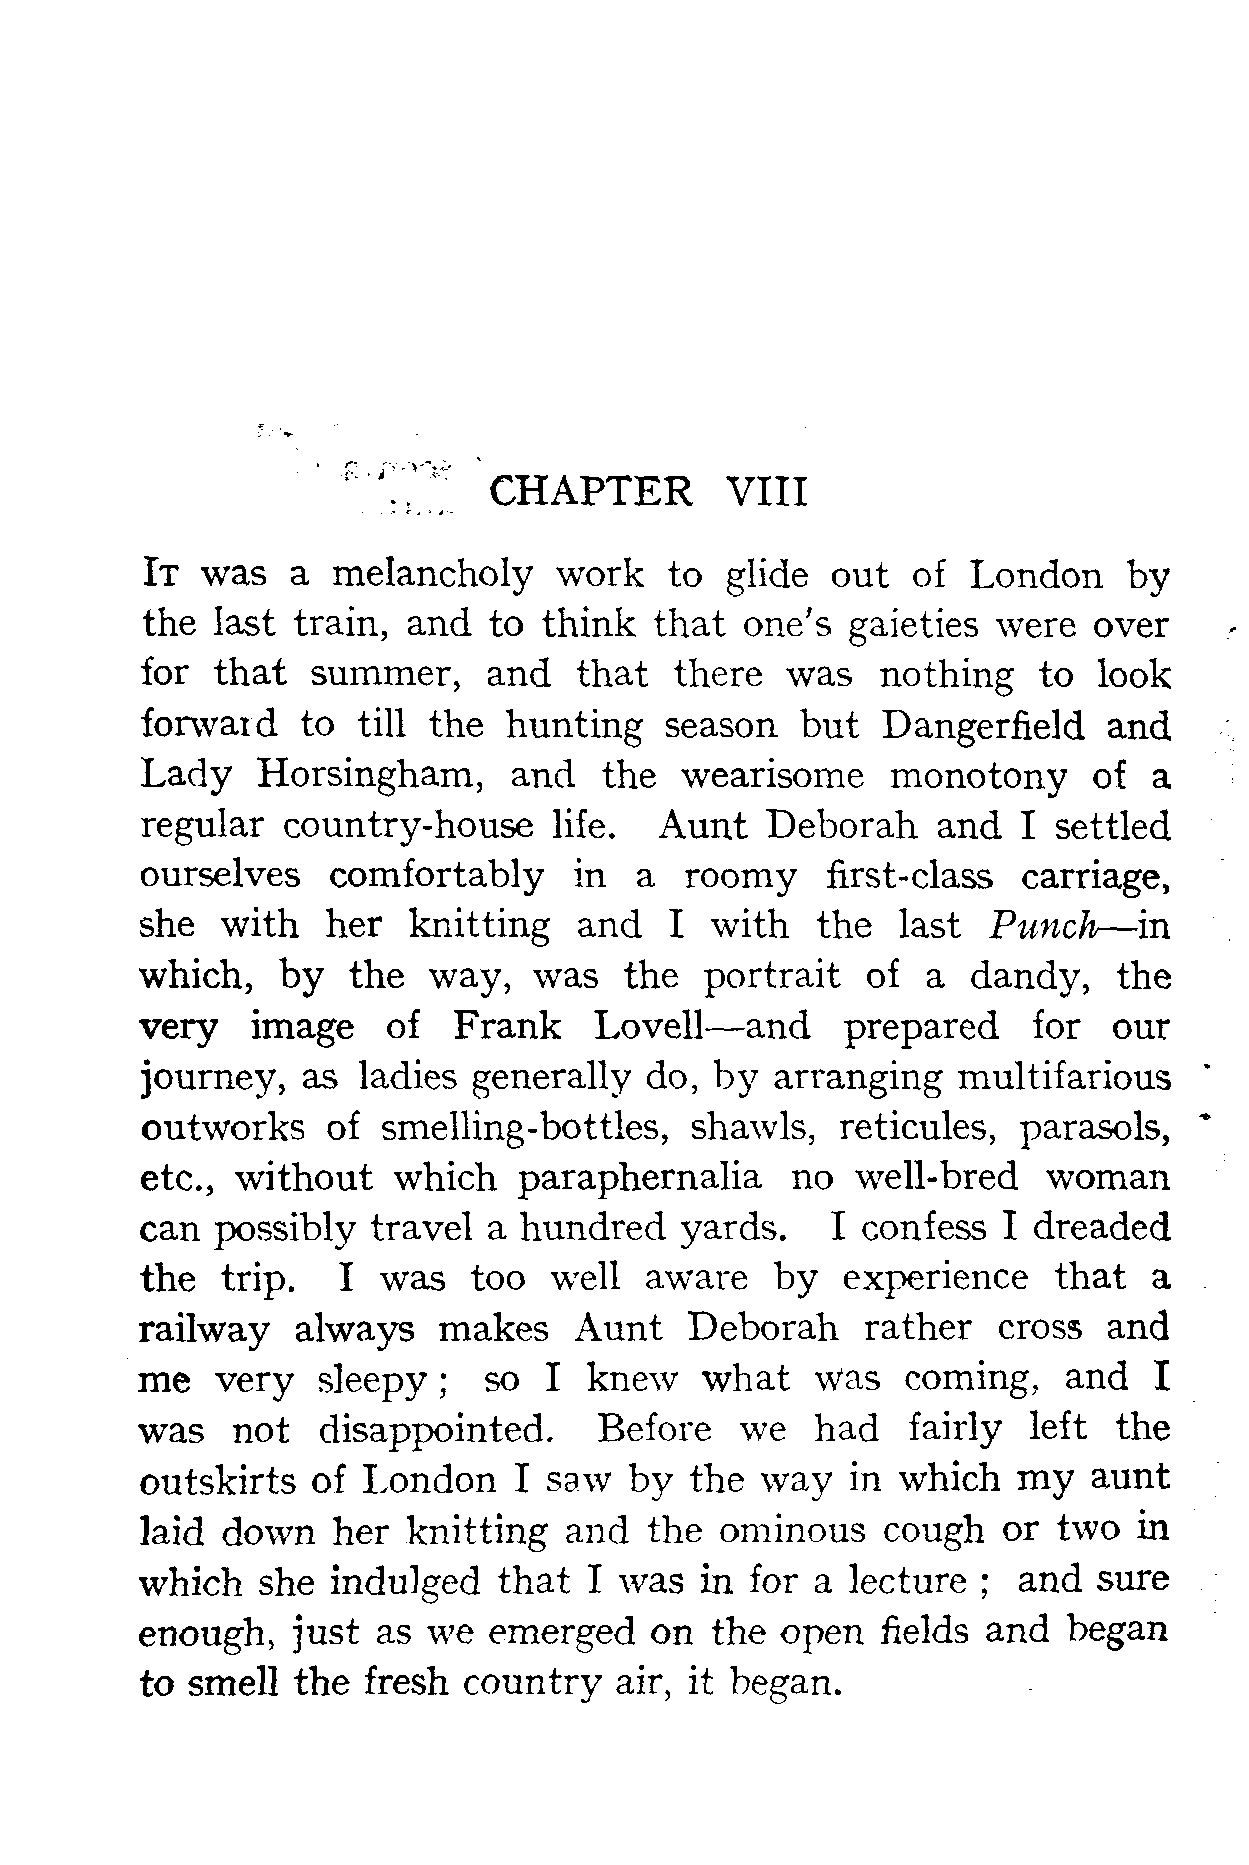 CHAPTER VIII
It was a melancholy work to glide out of London by
the last train, and to think that one's gaieties were over
for that summer, and that there was nothing to look
forward to till the hunting season but Dangerfield and
Lady Horsingham, and the wearisome monotony of a
regular country-house life. Aunt Deborah and I settled
ourselves comfortably in a roomy first-class carriage,
she with her knitting and I with the last Punch—in
which, by the way, was the portrait of a dandy, the
very image of Frank Lovell—and prepared for our
journey, as ladies generally do, by arranging multifarious
outworks of smelling-bottles, shawls, reticules, parasols,
etc., without which paraphernalia no well-bred woman
can possibly travel a hundred yards. I confess I dreaded
the trip. I was too well aware by experience that a
railway always makes Aunt Deborah rather cross and
me very sleepy ; so I knew what was coming, and I
was not disappointed. Before we had fairly left the
outskirts of London I saw by the way in which my aunt
laid down her knitting and the ominous cough or two in
which she indulged that I was in for a lecture ; and sure
enough, just as we emerged on the open fields and began
to smell the fresh country air, it began.